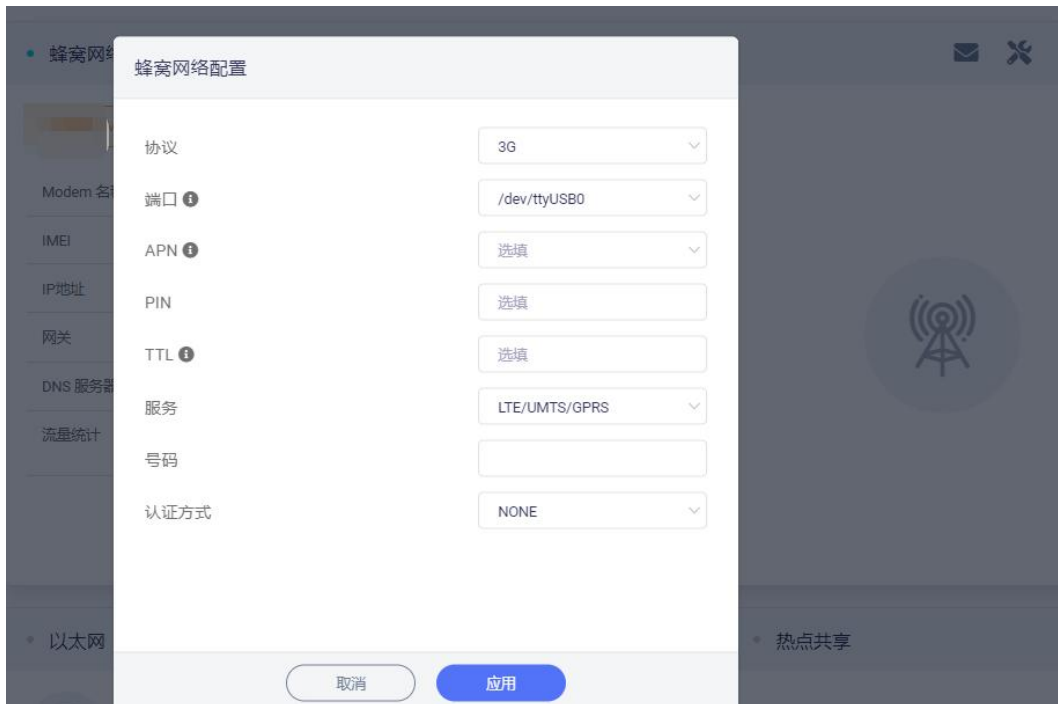 蜂窝网络
蜂窝网络配置
协议 3G
Modem 名称
端口 /dev/ttyUSB0
IMEI
APN 选填
IP地址
PIN 选填
网关
TTL 选填
DNS 服务器
服务 LTE/UMTS/GPRS
流量统计
号码
认证方式 NONE
以太网
热点共享
取消 应用